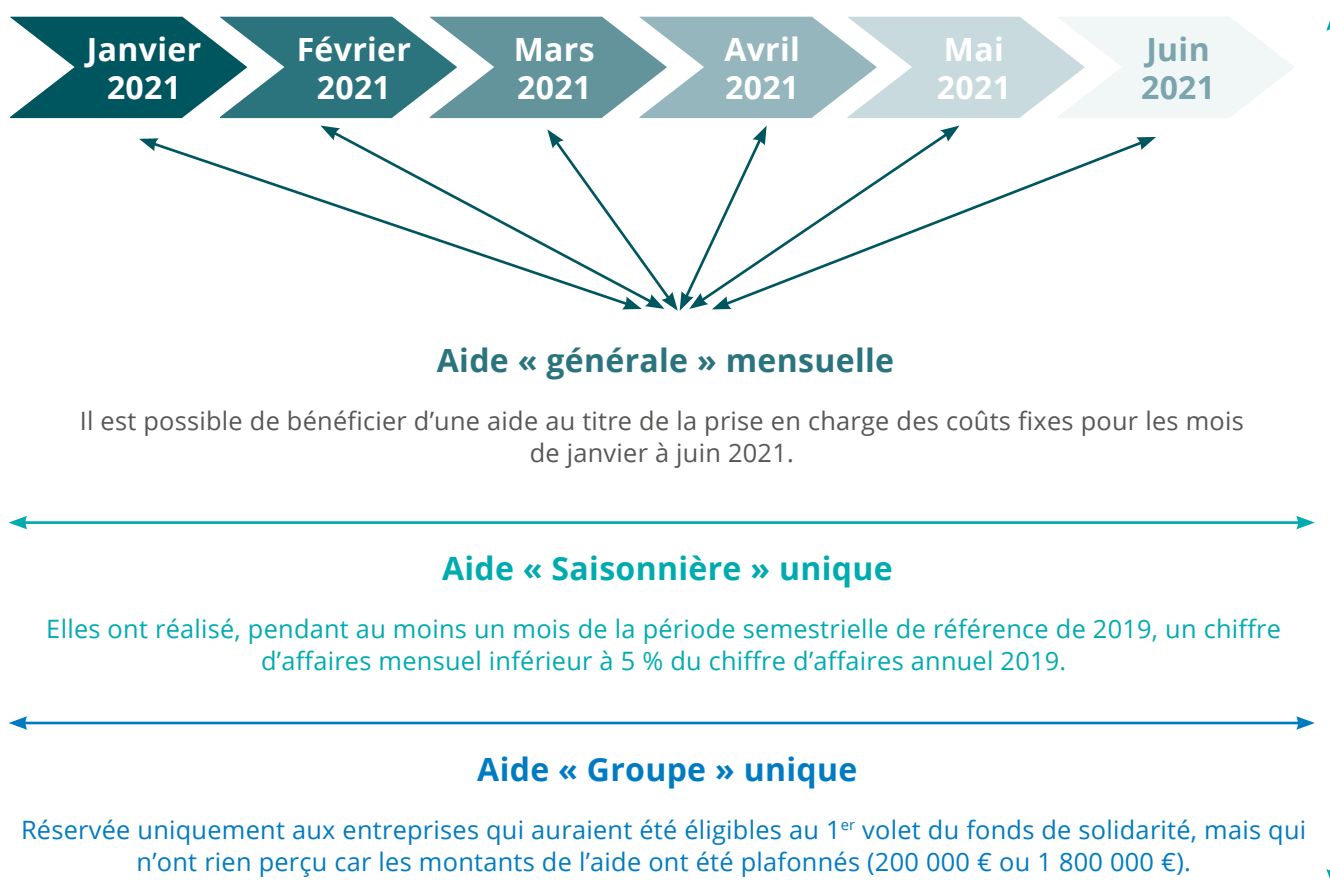 Janvier
2021
Février
2021
Mars
2021
Avril
2021
Mai
2021
Juin
2021
Aide « générale » mensuelle
Il est possible de bénéficier d’une aide au titre de la prise en charge des coûts fixes pour les mois
de janvier à juin 2021.
Aide « Saisonnière » unique
Elles ont réalisé, pendant au moins un mois de la période semestrielle de référence de 2019, un chiffre
d'affaires mensuel inférieur à 5 % du chiffre d'affaires annuel 2019.
Aide « Groupe » unique
Réservée uniquement aux entreprises qui auraient été éligibles au 1er volet du fonds de solidarité, mais qui
n’ont rien perçu car les montants de l’aide ont été plafonnés (200 000 € ou 1 800 000 €).